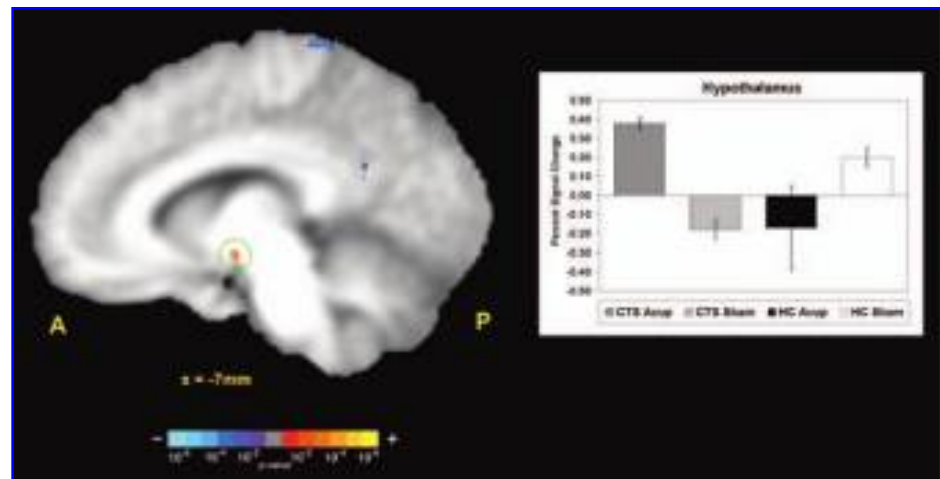 Hypothalamus
Percent Signal Change
0.50
0.40
0.30
0.20
0.10
0.00
-0.10
-0.20
-0.30
-0.40
-0.50
CTS Acup CTS Sham HC Acup HC Sham
A
P
x = -7mm
− +
p-value